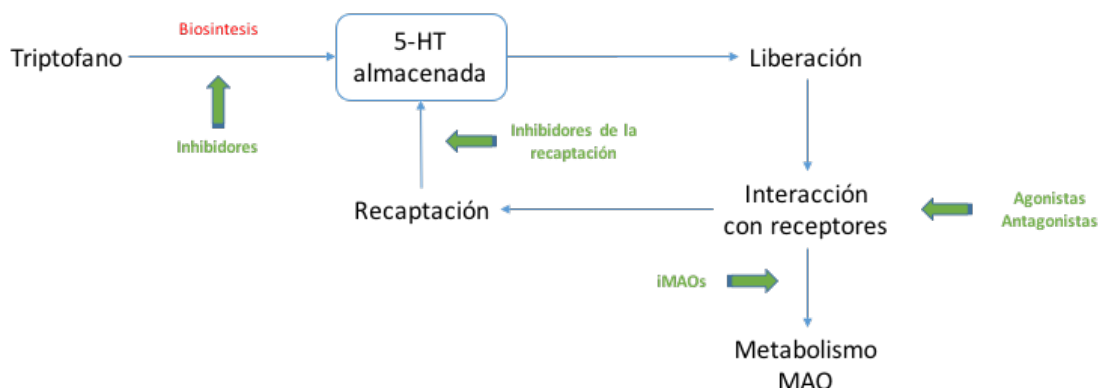 Biosintesis
Triptofano
5-HT
almacenada
Liberación
Inhibidores
Inhibidores de la
recaptación
Recaptación
Interacción
con receptores
Agonistas
Antagonistas
iMAOs
Metabolismo
MAO